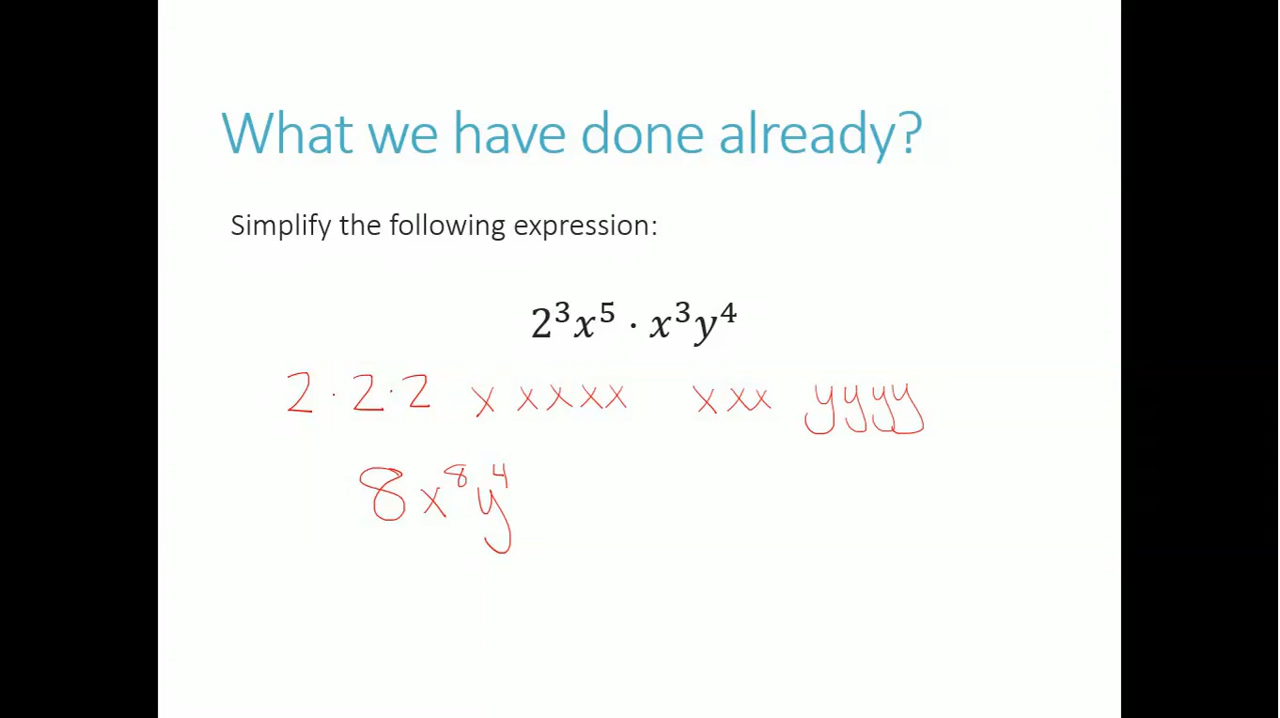 What we have done already?
Simplify the following expression:
2³x⁵ · x³y⁴
2 · 2 · 2 x xxxx xxx yyyy
8x⁸y⁴